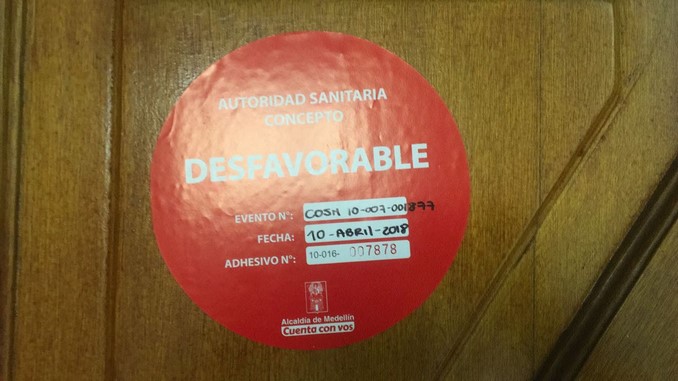 AUTORIDAD SANITARIA
CONCEPTO
DESFAVORABLE
EVENTO N°: COSM 10-007-001877
FECHA: 10-ABRIL-2018
ADHESIVO N°: 10-016- 007878
Alcaldía de Medellín
Cuenta con vos